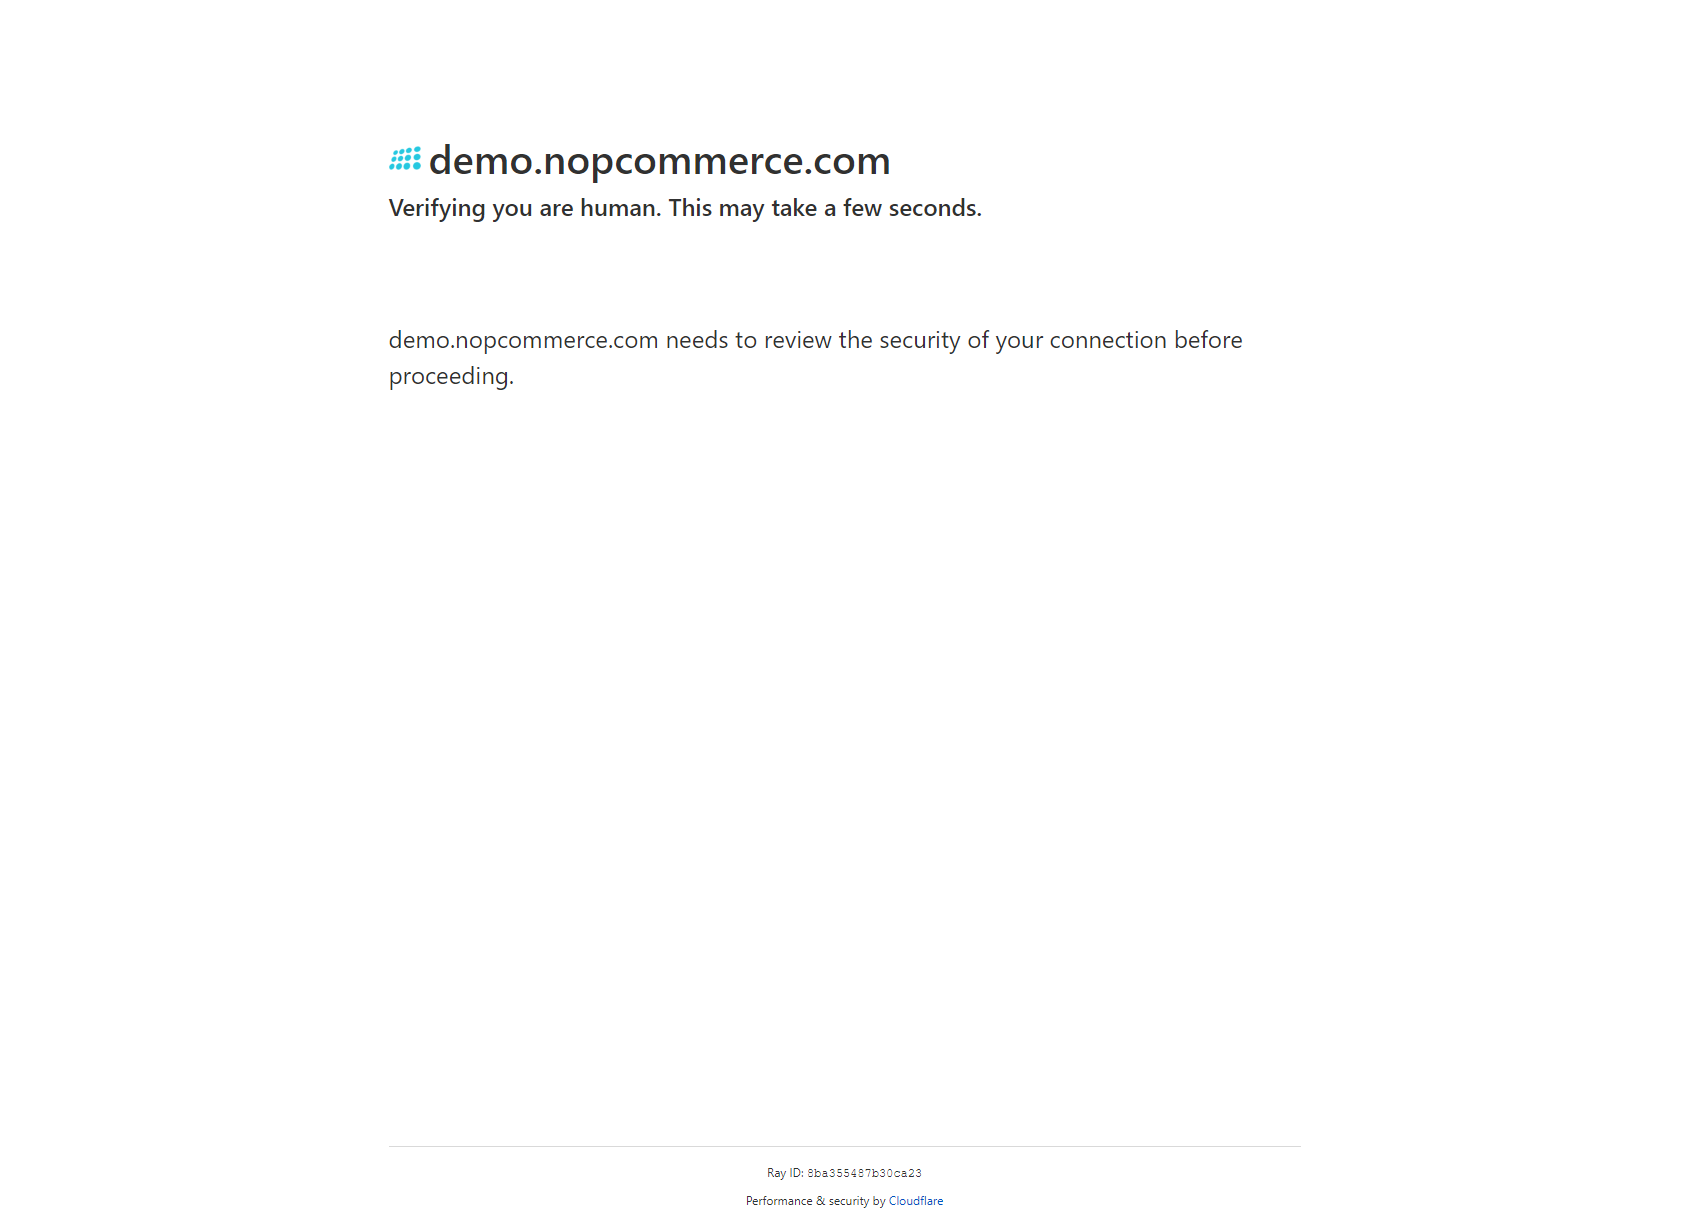 demo.nopcommerce.com
Verifying you are human. This may take a few seconds.
demo.nopcommerce.com needs to review the security of your connection before
proceeding.
Ray ID: 8ba355487b30ca23
Performance & security by Cloudflare